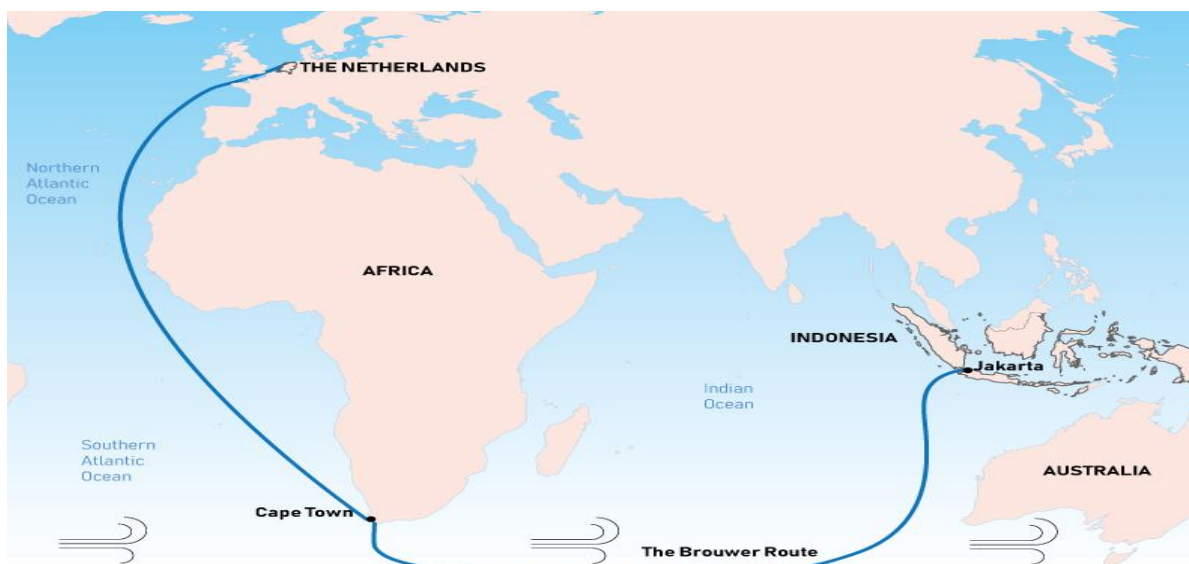 THE NETHERLANDS
Northern
Atlantic
Ocean
AFRICA
INDONESIA
Jakarta
Indian
Ocean
Southern
Atlantic
Ocean
AUSTRALIA
Cape Town
The Brouwer Route